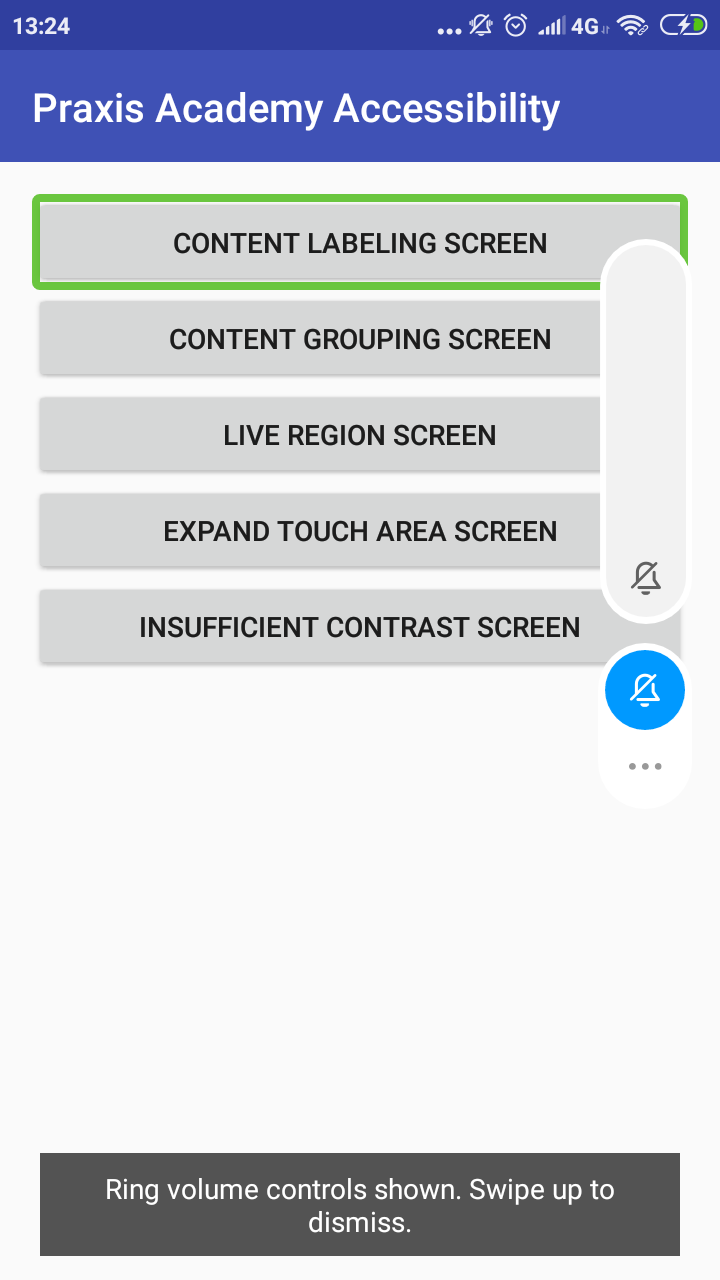 13:24
4G
Praxis Academy Accessibility
CONTENT LABELING SCREEN
CONTENT GROUPING SCREEN
LIVE REGION SCREEN
EXPAND TOUCH AREA SCREEN
INSUFFICIENT CONTRAST SCREEN
Ring volume controls shown. Swipe up to
dismiss.